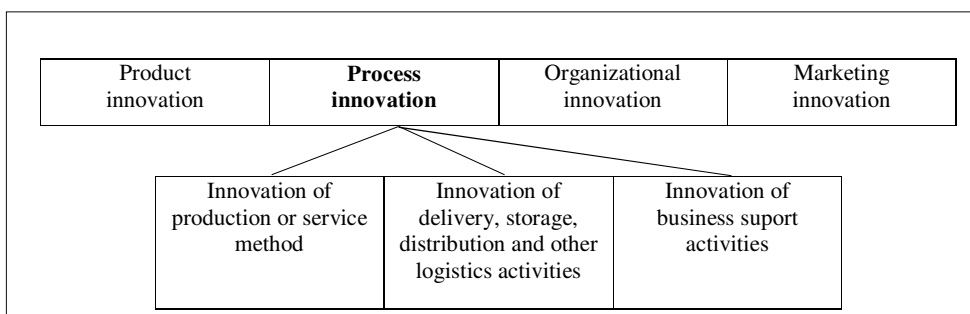 Product
innovation
Process
innovation
Organizational
innovation
Marketing
innovation
Innovation of
production or service
method
Innovation of
delivery, storage,
distribution and other
logistics activities
Innovation of
business suport
activities